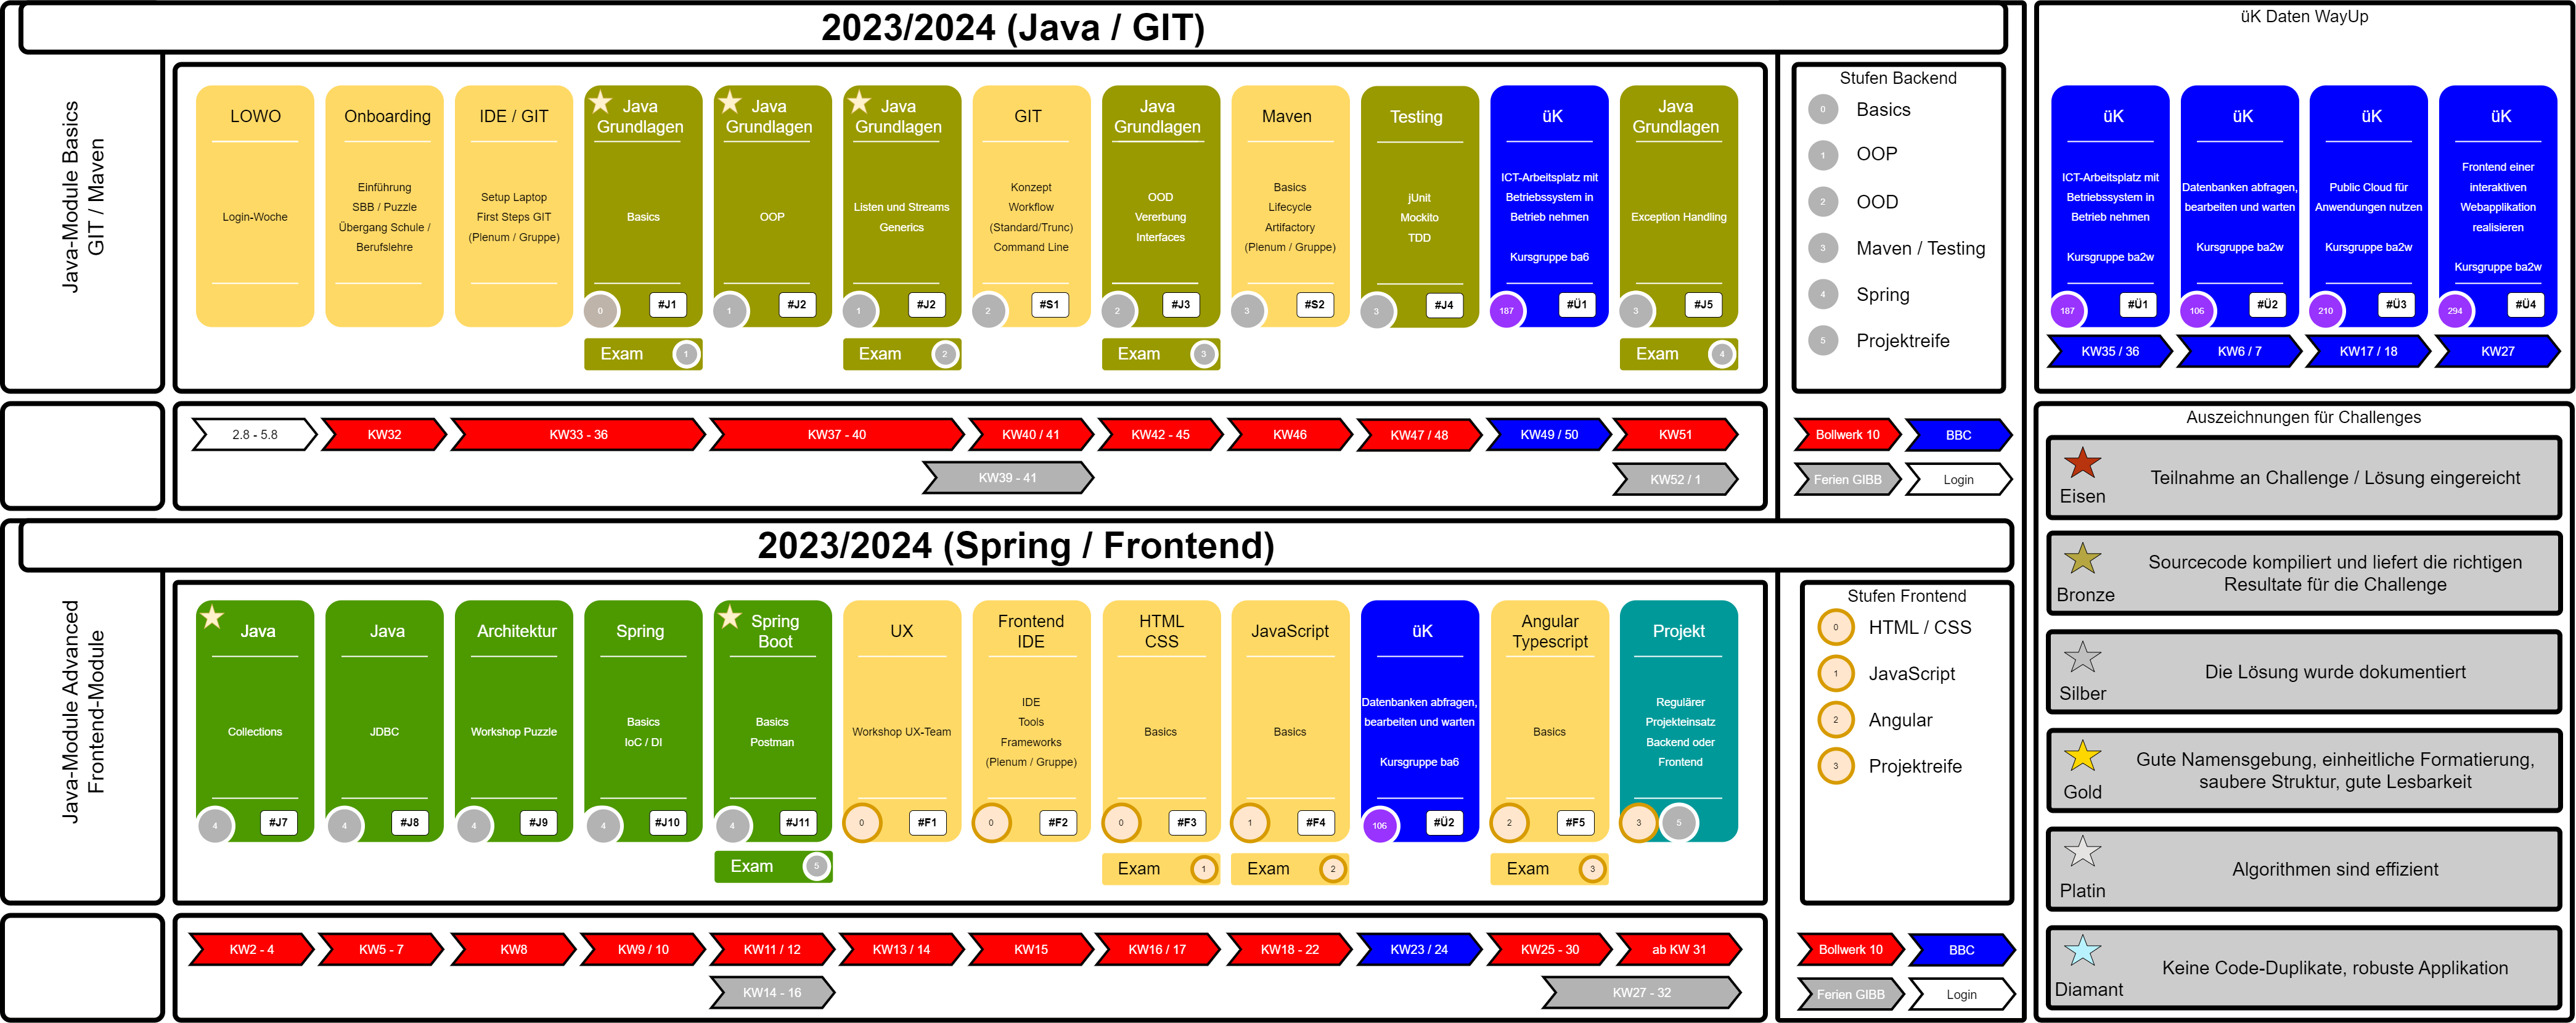 2023/2024 (Java / GIT)
Java-Module Basics
GIT / Maven
LOWO
Login-Woche
Onboarding
Einführung
SBB / Puzzle
Übergang Schule /
Berufslehre
IDE / GIT
Setup Laptop
First Steps GIT
(Plenum / Gruppe)
Java
Grundlagen
Basics
0
#J1
Exam
1
Java
Grundlagen
OOP
1
#J2
Java
Grundlagen
Listen und Streams
Generics
1
#J2
Exam
2
GIT
Konzept
Workflow
(Standard/Trunc)
Command Line
2
#S1
Java
Grundlagen
OOD
Vererbung
Interfaces
2
#J3
Exam
3
Maven
Basics
Lifecycle
Artifactory
(Plenum / Gruppe)
3
#S2
Testing
jUnit
Mockito
TDD
3
#J4
üK
ICT-Arbeitsplatz mit
Betriebssystem in
Betrieb nehmen
Kursgruppe ba6
187
#Ü1
Java
Grundlagen
Exception Handling
3
#J5
Exam
4
Stufen Backend
0
Basics
1
OOP
2
OOD
3
Maven / Testing
4
Spring
5
Projektreife
2.8 - 5.8
KW32
KW33 - 36
KW37 - 40
KW40 / 41
KW42 - 45
KW46
KW47 / 48
KW49 / 50
KW51
KW39 - 41
KW52 / 1
Bollwerk 10
BBC
Ferien GIBB
Login
üK Daten WayUp
üK
ICT-Arbeitsplatz mit
Betriebssystem in
Betrieb nehmen
Kursgruppe ba2w
187
#Ü1
KW35 / 36
üK
Datenbanken abfragen,
bearbeiten und warten
Kursgruppe ba2w
106
#Ü2
KW6 / 7
üK
Public Cloud für
Anwendungen nutzen
Kursgruppe ba2w
210
#Ü3
KW17 / 18
üK
Frontend einer
interaktiven
Webapplikation
realisieren
Kursgruppe ba2w
294
#Ü4
KW27
2023/2024 (Spring / Frontend)
Java-Module Advanced
Frontend-Module
Java
Collections
4
#J7
Java
JDBC
4
#J8
Architektur
Workshop Puzzle
4
#J9
Spring
Basics
IoC / DI
4
#J10
Spring
Boot
Basics
Postman
4
#J11
Exam
5
UX
Workshop UX-Team
0
#F1
Frontend
IDE
IDE
Tools
Frameworks
(Plenum / Gruppe)
0
#F2
HTML
CSS
Basics
0
#F3
Exam
1
JavaScript
Basics
1
#F4
Exam
2
üK
Datenbanken abfragen,
bearbeiten und warten
Kursgruppe ba6
106
#Ü2
Angular
Typescript
Basics
2
#F5
Exam
3
Projekt
Regulärer
Projekteinsatz
Backend oder
Frontend
3
5
Stufen Frontend
0
HTML / CSS
1
JavaScript
2
Angular
3
Projektreife
KW2 - 4
KW5 - 7
KW8
KW9 / 10
KW11 / 12
KW13 / 14
KW15
KW16 / 17
KW18 - 22
KW23 / 24
KW25 - 30
ab KW 31
KW14 - 16
KW27 - 32
Bollwerk 10
BBC
Ferien GIBB
Login
Auszeichnungen für Challenges
Eisen
Teilnahme an Challenge / Lösung eingereicht
Bronze
Sourcecode kompiliert und liefert die richtigen
Resultate für die Challenge
Silber
Die Lösung wurde dokumentiert
Gold
Gute Namensgebung, einheitliche Formatierung,
saubere Struktur, gute Lesbarkeit
Platin
Algorithmen sind effizient
Diamant
Keine Code-Duplikate, robuste Applikation